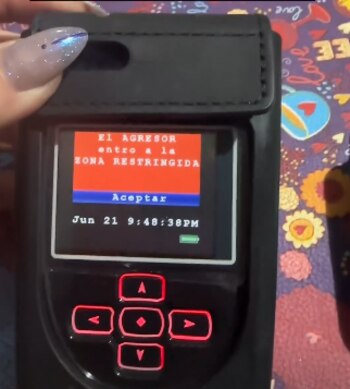 EL AGRESOR
entro a la
ZONA RESTRINGIDA
Aceptar
Jun 21 9:48:38PM